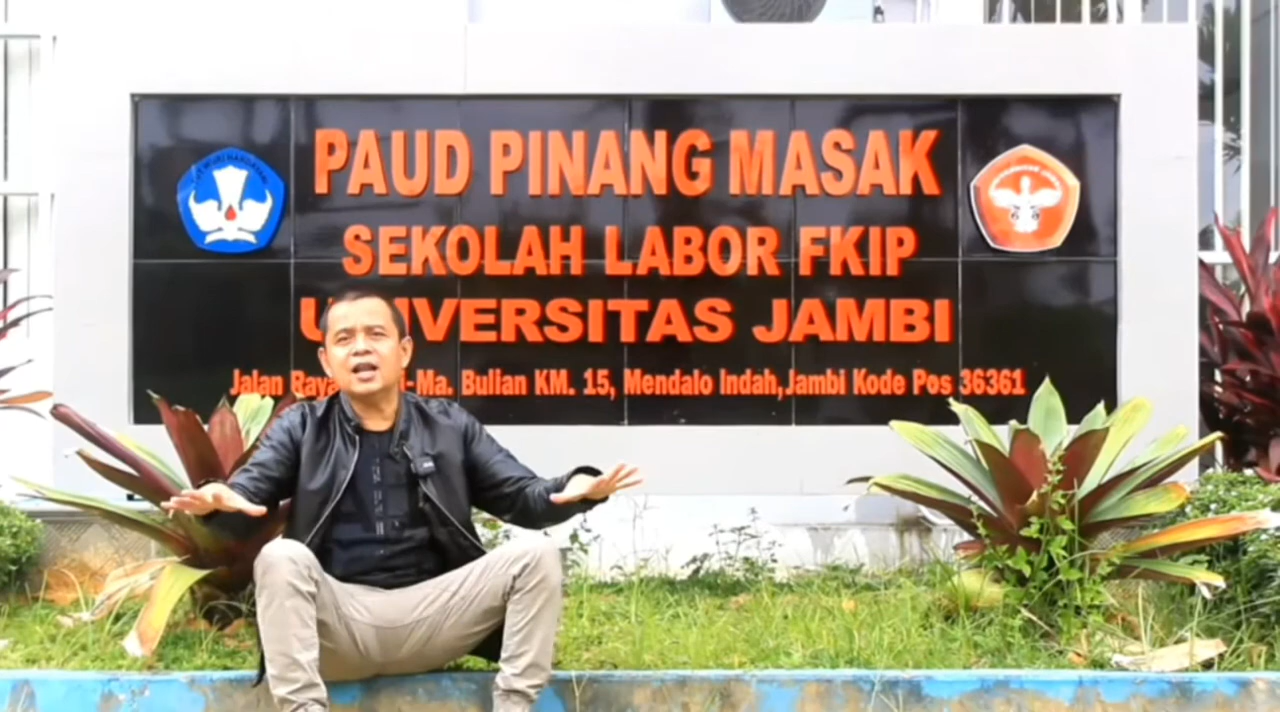 PAUD PINANG MASAK
SEKOLAH LABOR FKIP
UNIVERSITAS JAMBI
Jalan Raya -Ma. Bulian KM. 15, Mendalo Indah, Jambi Kode Pos 36361